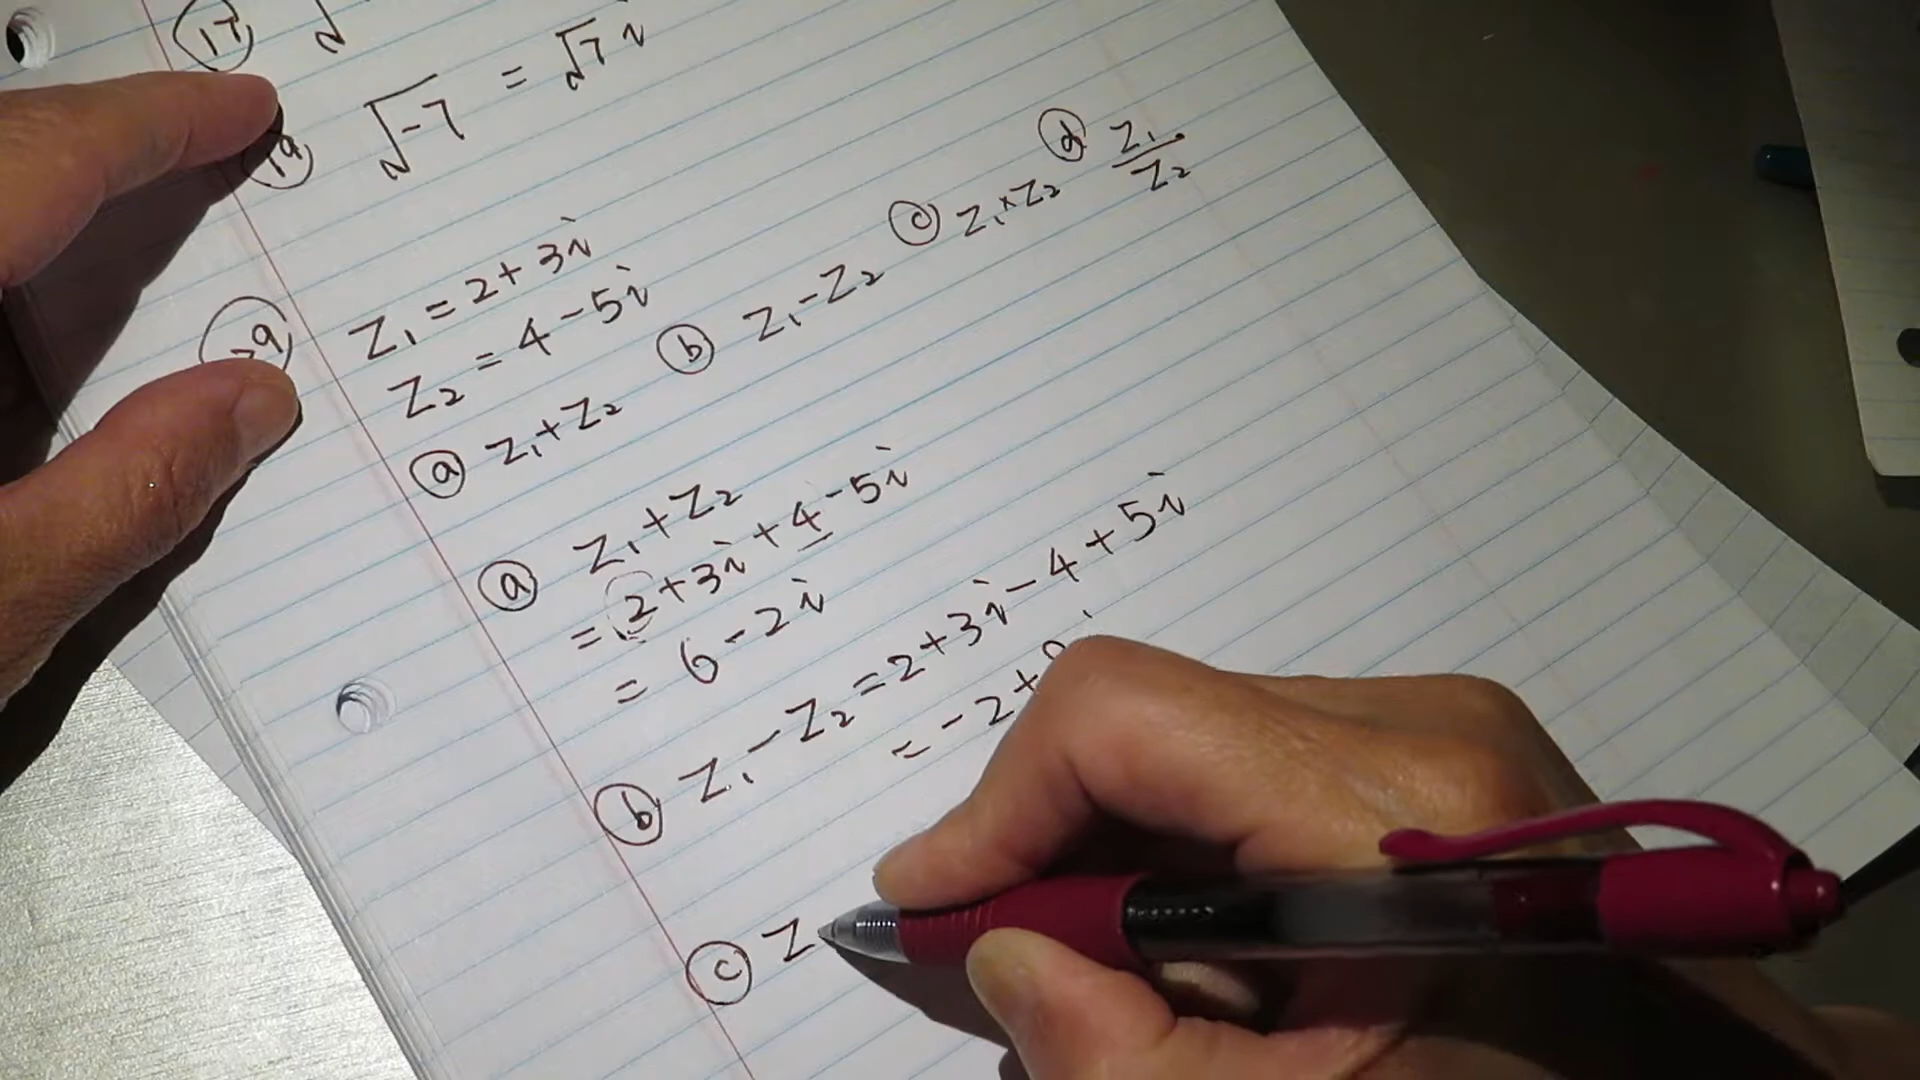 17 √
19 √-7 = √7 i
29 Z₁ = 2 + 3i
Z₂ = 4 - 5i
ⓐ Z₁ + Z₂ ⓑ Z₁ - Z₂ ⓒ Z₁ × Z₂ ⓓ Z₁/Z₂
ⓐ Z₁ + Z₂
= 2 + 3i + 4 - 5i
= 6 - 2i
ⓑ Z₁ - Z₂ = 2 + 3i - 4 + 5i
= -2 +
ⓒ Z